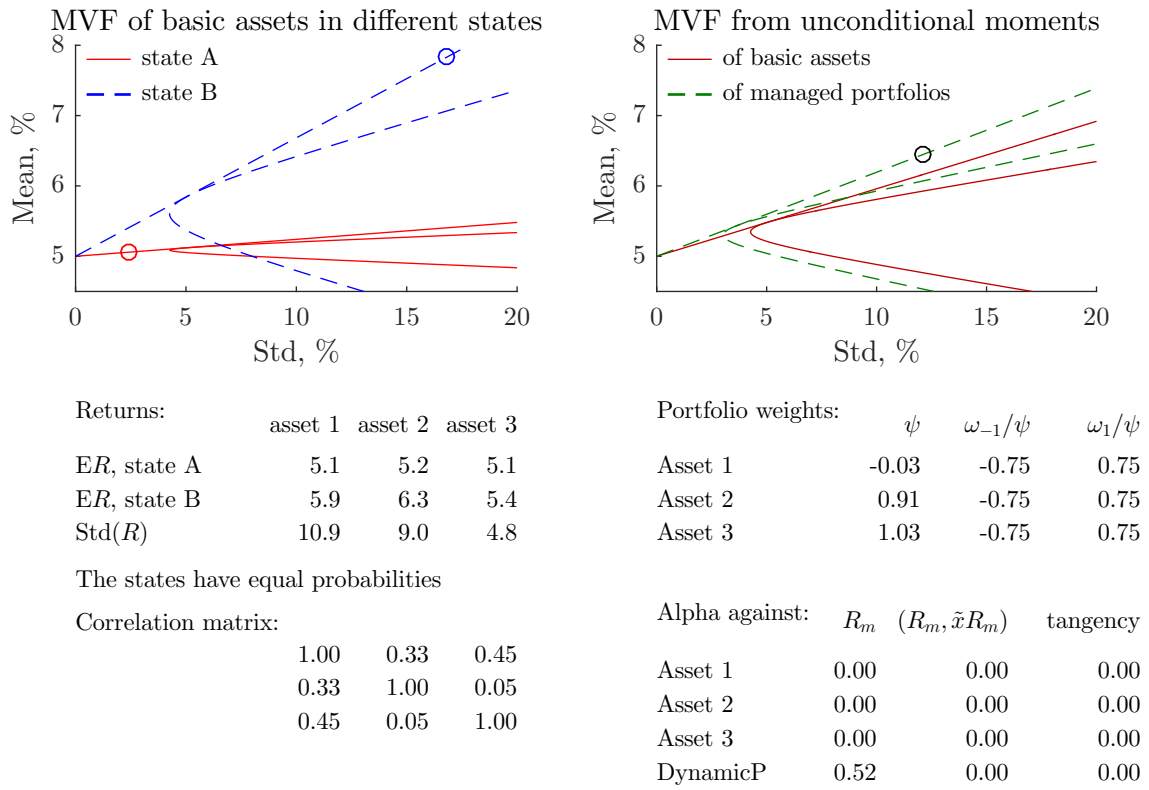 MVF of basic assets in different states
8
7
6
5
Mean, %
state A
state B
0 5 10 15 20
Std, %
MVF from unconditional moments
8
7
6
5
Mean, %
of basic assets
of managed portfolios
0 5 10 15 20
Std, %
Returns:
asset 1 asset 2 asset 3
ER, state A 5.1 5.2 5.1
ER, state B 5.9 6.3 5.4
Std(R) 10.9 9.0 4.8
The states have equal probabilities
Correlation matrix:
1.00 0.33 0.45
0.33 1.00 0.05
0.45 0.05 1.00
Portfolio weights: ψ ω₋₁/ψ ω₁/ψ
Asset 1 -0.03 -0.75 0.75
Asset 2 0.91 -0.75 0.75
Asset 3 1.03 -0.75 0.75
Alpha against: Rₘ (Rₘ, x̃Rₘ) tangency
Asset 1 0.00 0.00 0.00
Asset 2 0.00 0.00 0.00
Asset 3 0.00 0.00 0.00
DynamicP 0.52 0.00 0.00